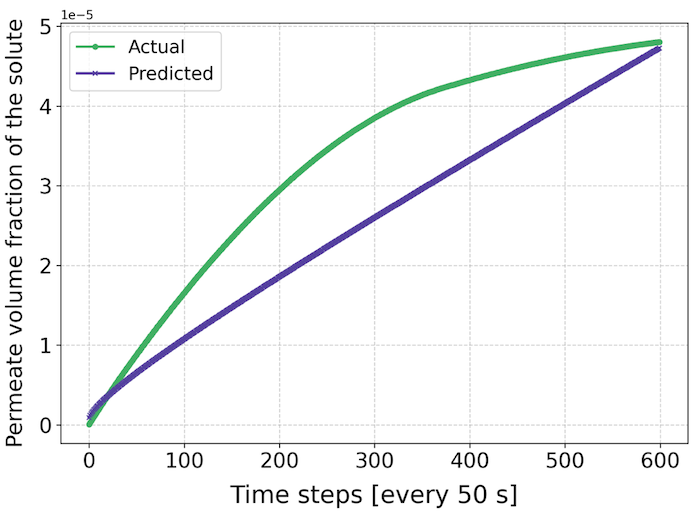 1e−5
5
4
3
2
1
0
Permeate volume fraction of the solute
Actual
Predicted
0 100 200 300 400 500 600
Time steps [every 50 s]